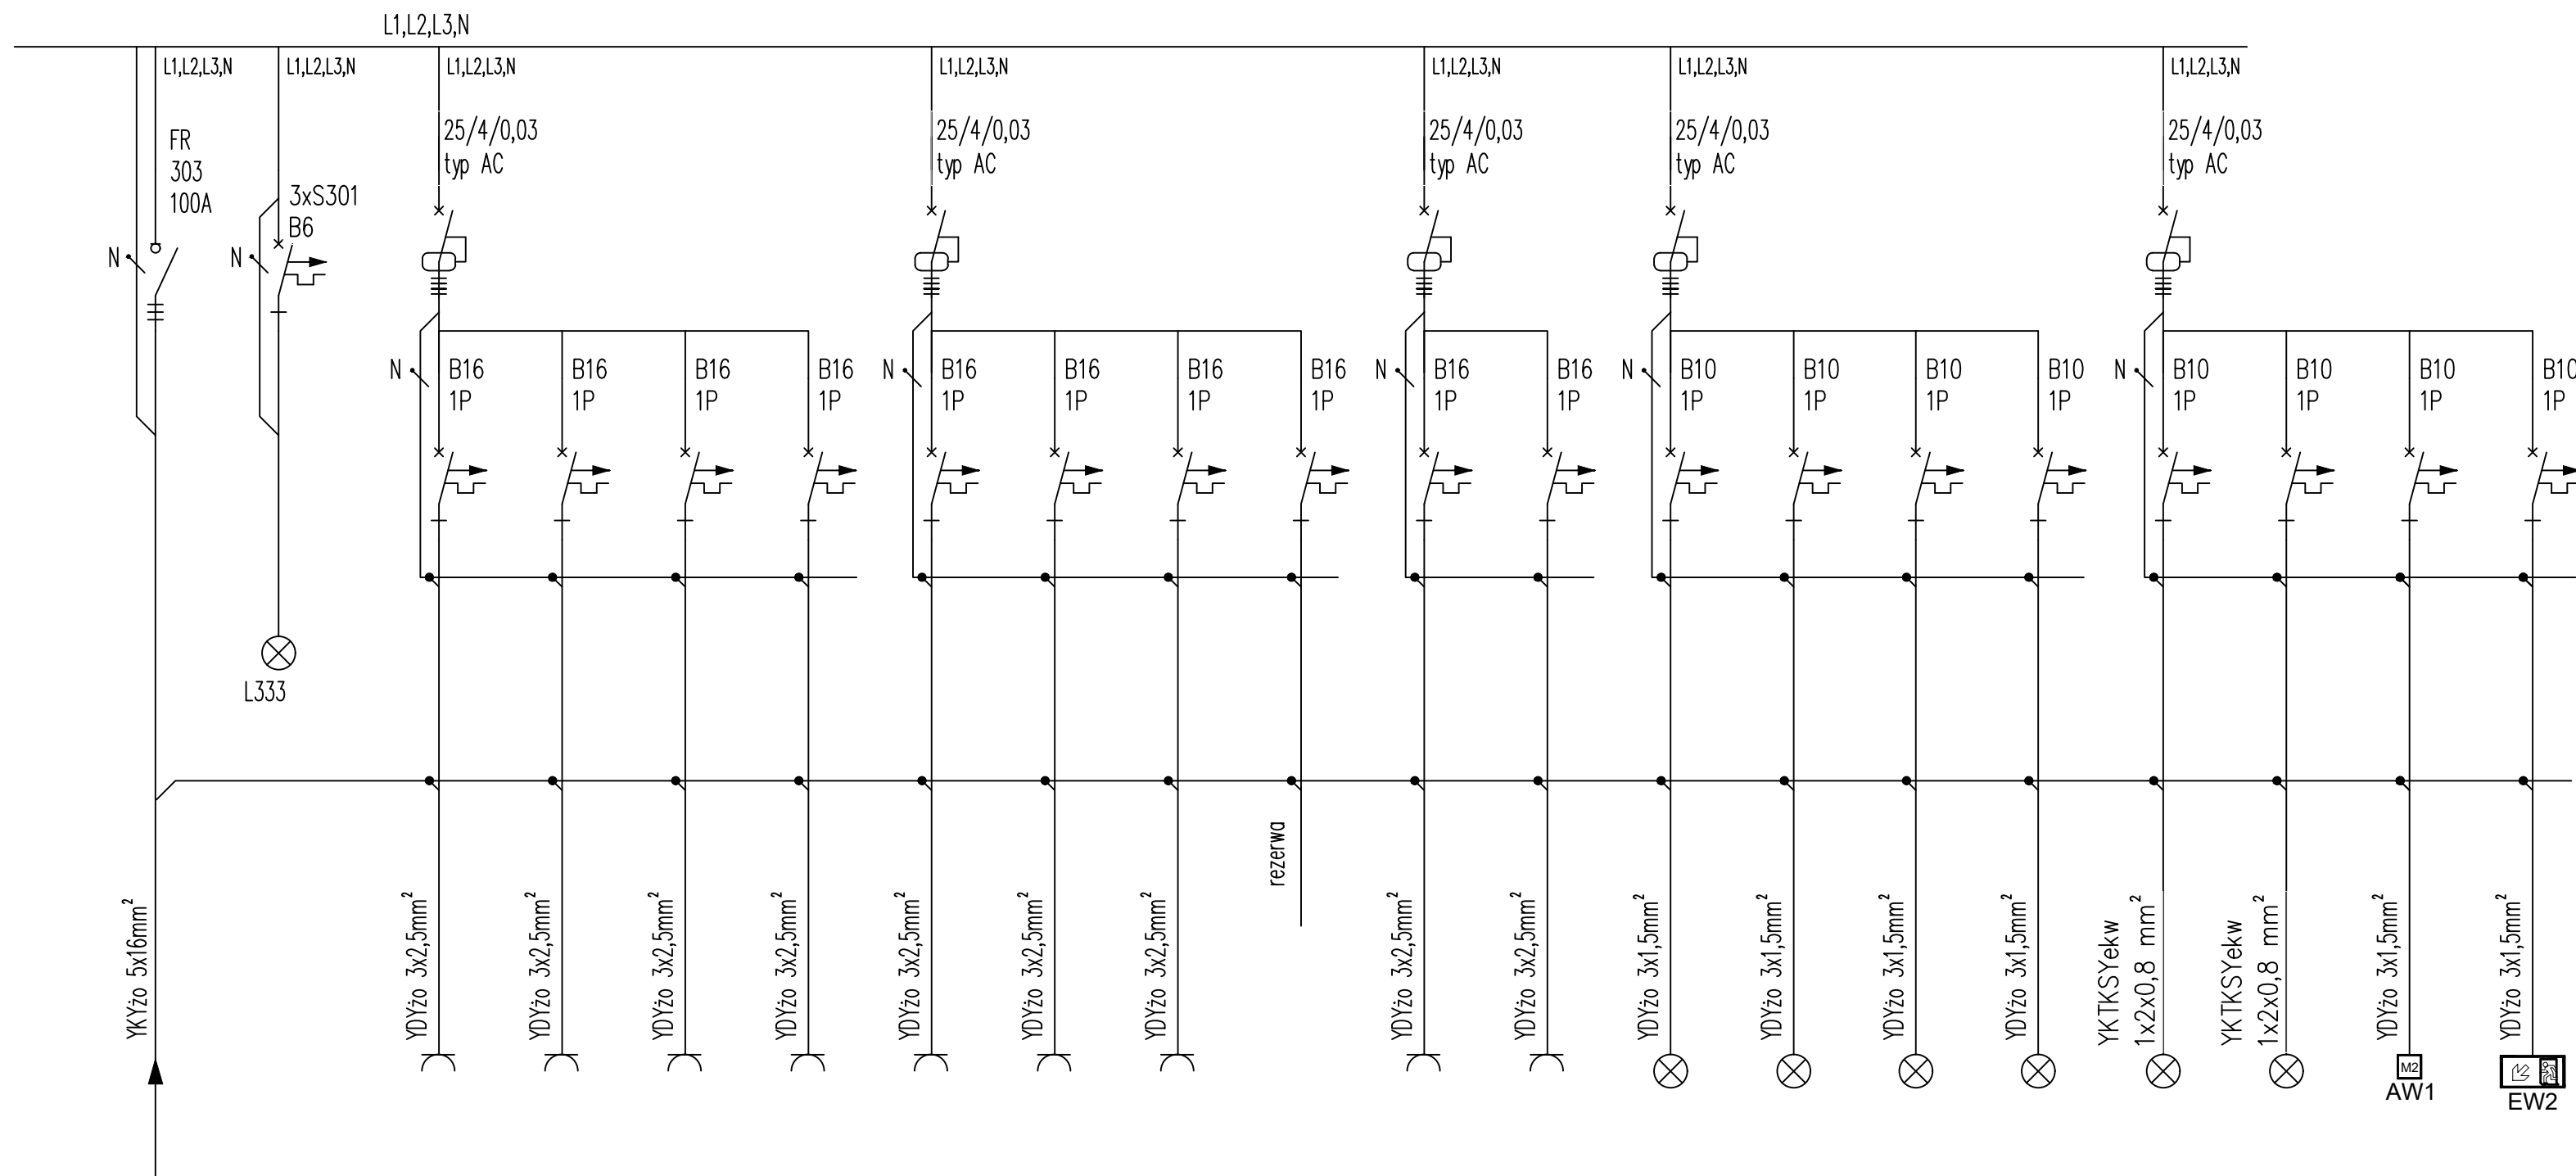 L1,L2,L3,N
L1,L2,L3,N
L1,L2,L3,N
L1,L2,L3,N
L1,L2,L3,N
L1,L2,L3,N
L1,L2,L3,N
L1,L2,L3,N
FR
303
100A
3xS301
B6
25/4/0,03
typ AC
25/4/0,03
typ AC
25/4/0,03
typ AC
25/4/0,03
typ AC
25/4/0,03
typ AC
N
N
N
B16
1P
B16
1P
B16
1P
B16
1P
N
B16
1P
B16
1P
B16
1P
B16
1P
N
B16
1P
B16
1P
N
B10
1P
B10
1P
B10
1P
B10
1P
N
B10
1P
B10
1P
B10
1P
B10
1P
L333
YKYżo 5x16mm²
YDYżo 3x2,5mm²
YDYżo 3x2,5mm²
YDYżo 3x2,5mm²
YDYżo 3x2,5mm²
YDYżo 3x2,5mm²
YDYżo 3x2,5mm²
YDYżo 3x2,5mm²
rezerwa
YDYżo 3x2,5mm²
YDYżo 3x2,5mm²
YDYżo 3x1,5mm²
YDYżo 3x1,5mm²
YDYżo 3x1,5mm²
YDYżo 3x1,5mm²
YKTKSYekw
1x2x0,8 mm²
YKTKSYekw
1x2x0,8 mm²
YDYżo 3x1,5mm²
YDYżo 3x1,5mm²
M2
AW1
EW2